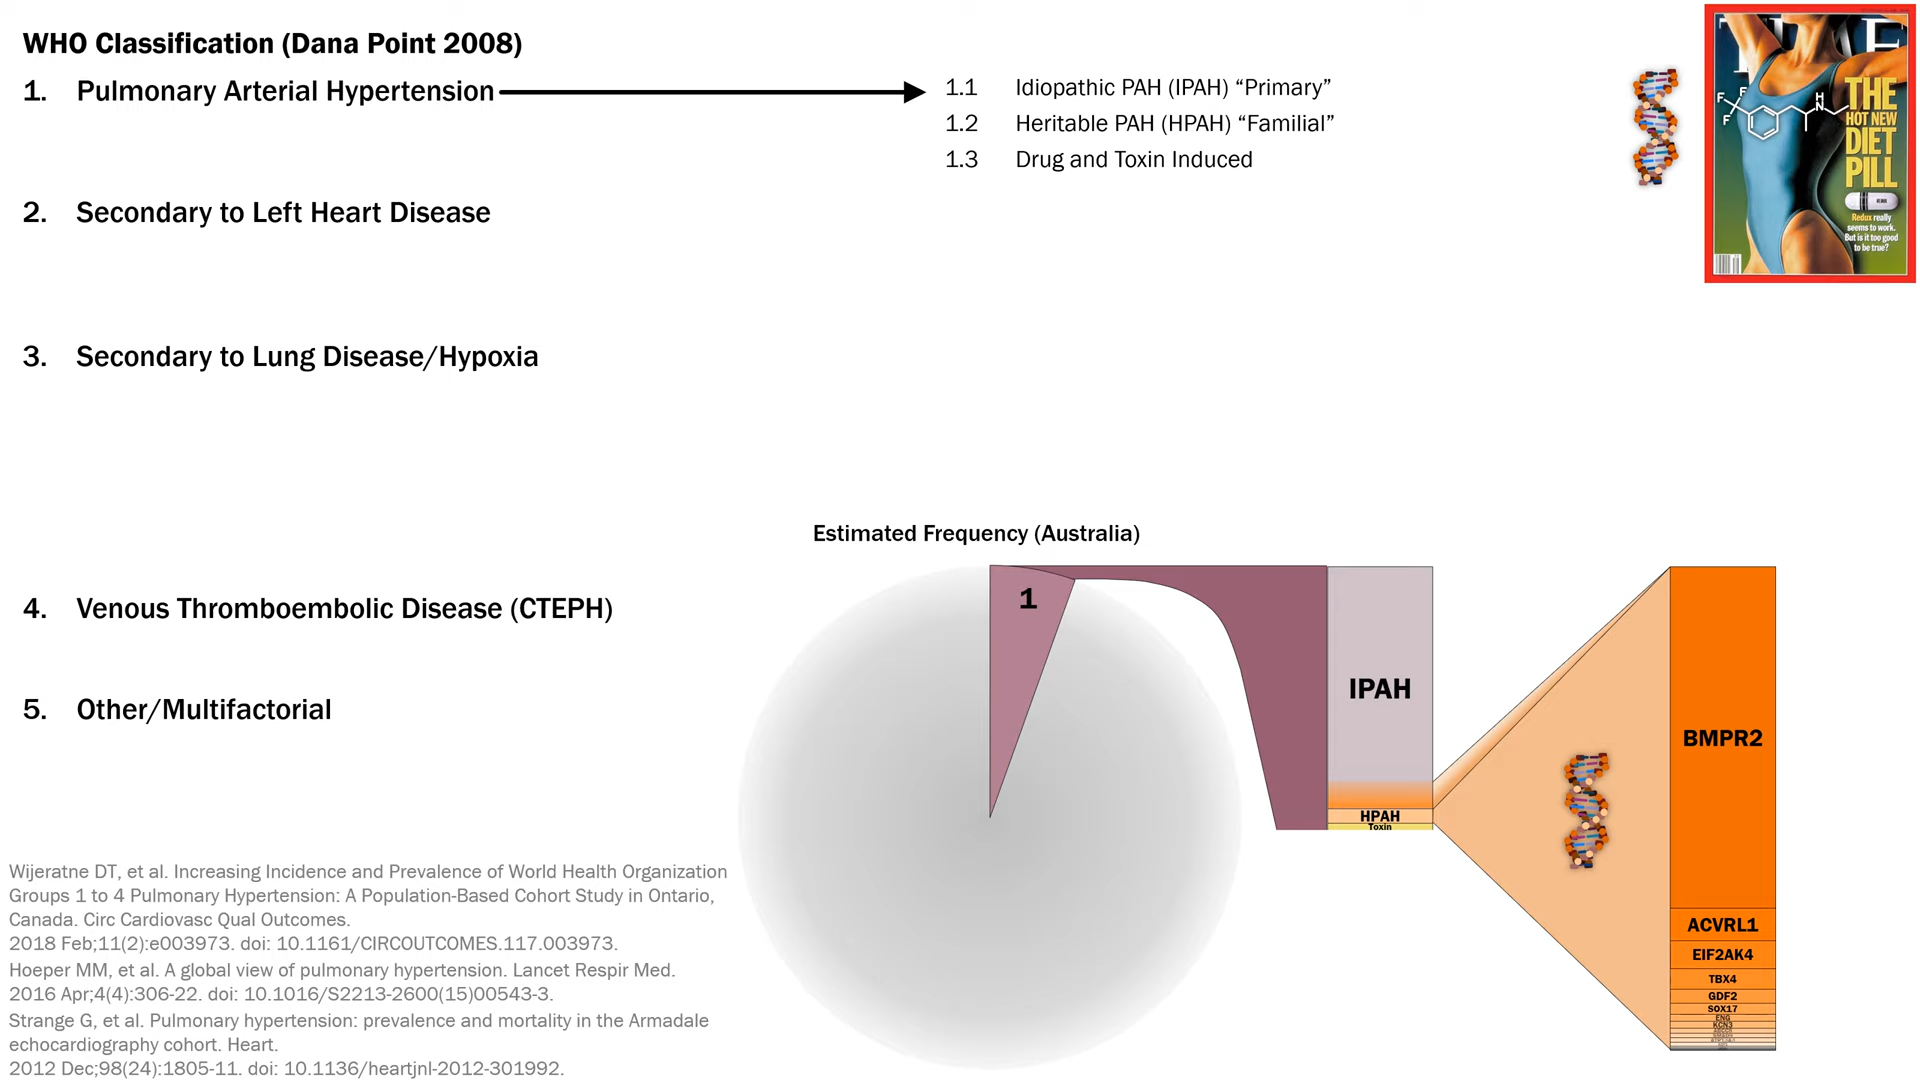 WHO Classification (Dana Point 2008)
1. Pulmonary Arterial Hypertension
1.1 Idiopathic PAH (IPAH) “Primary”
1.2 Heritable PAH (HPAH) “Familial”
1.3 Drug and Toxin Induced
2. Secondary to Left Heart Disease
3. Secondary to Lung Disease/Hypoxia
4. Venous Thromboembolic Disease (CTEPH)
5. Other/Multifactorial
F
F
F
H
N
THE
HOT NEW
DIET
PILL
Redux really
seems to work.
But is it too good
to be true?
Estimated Frequency (Australia)
1
IPAH
HPAH
Toxin
BMPR2
ACVRL1
EIF2AK4
TBX4
GDF2
SOX17
ENG
KCN3
Wijeratne DT, et al. Increasing Incidence and Prevalence of World Health Organization
Groups 1 to 4 Pulmonary Hypertension: A Population-Based Cohort Study in Ontario,
Canada. Circ Cardiovasc Qual Outcomes.
2018 Feb;11(2):e003973. doi: 10.1161/CIRCOUTCOMES.117.003973.
Hoeper MM, et al. A global view of pulmonary hypertension. Lancet Respir Med.
2016 Apr;4(4):306-22. doi: 10.1016/S2213-2600(15)00543-3.
Strange G, et al. Pulmonary hypertension: prevalence and mortality in the Armadale
echocardiography cohort. Heart.
2012 Dec;98(24):1805-11. doi: 10.1136/heartjnl-2012-301992.